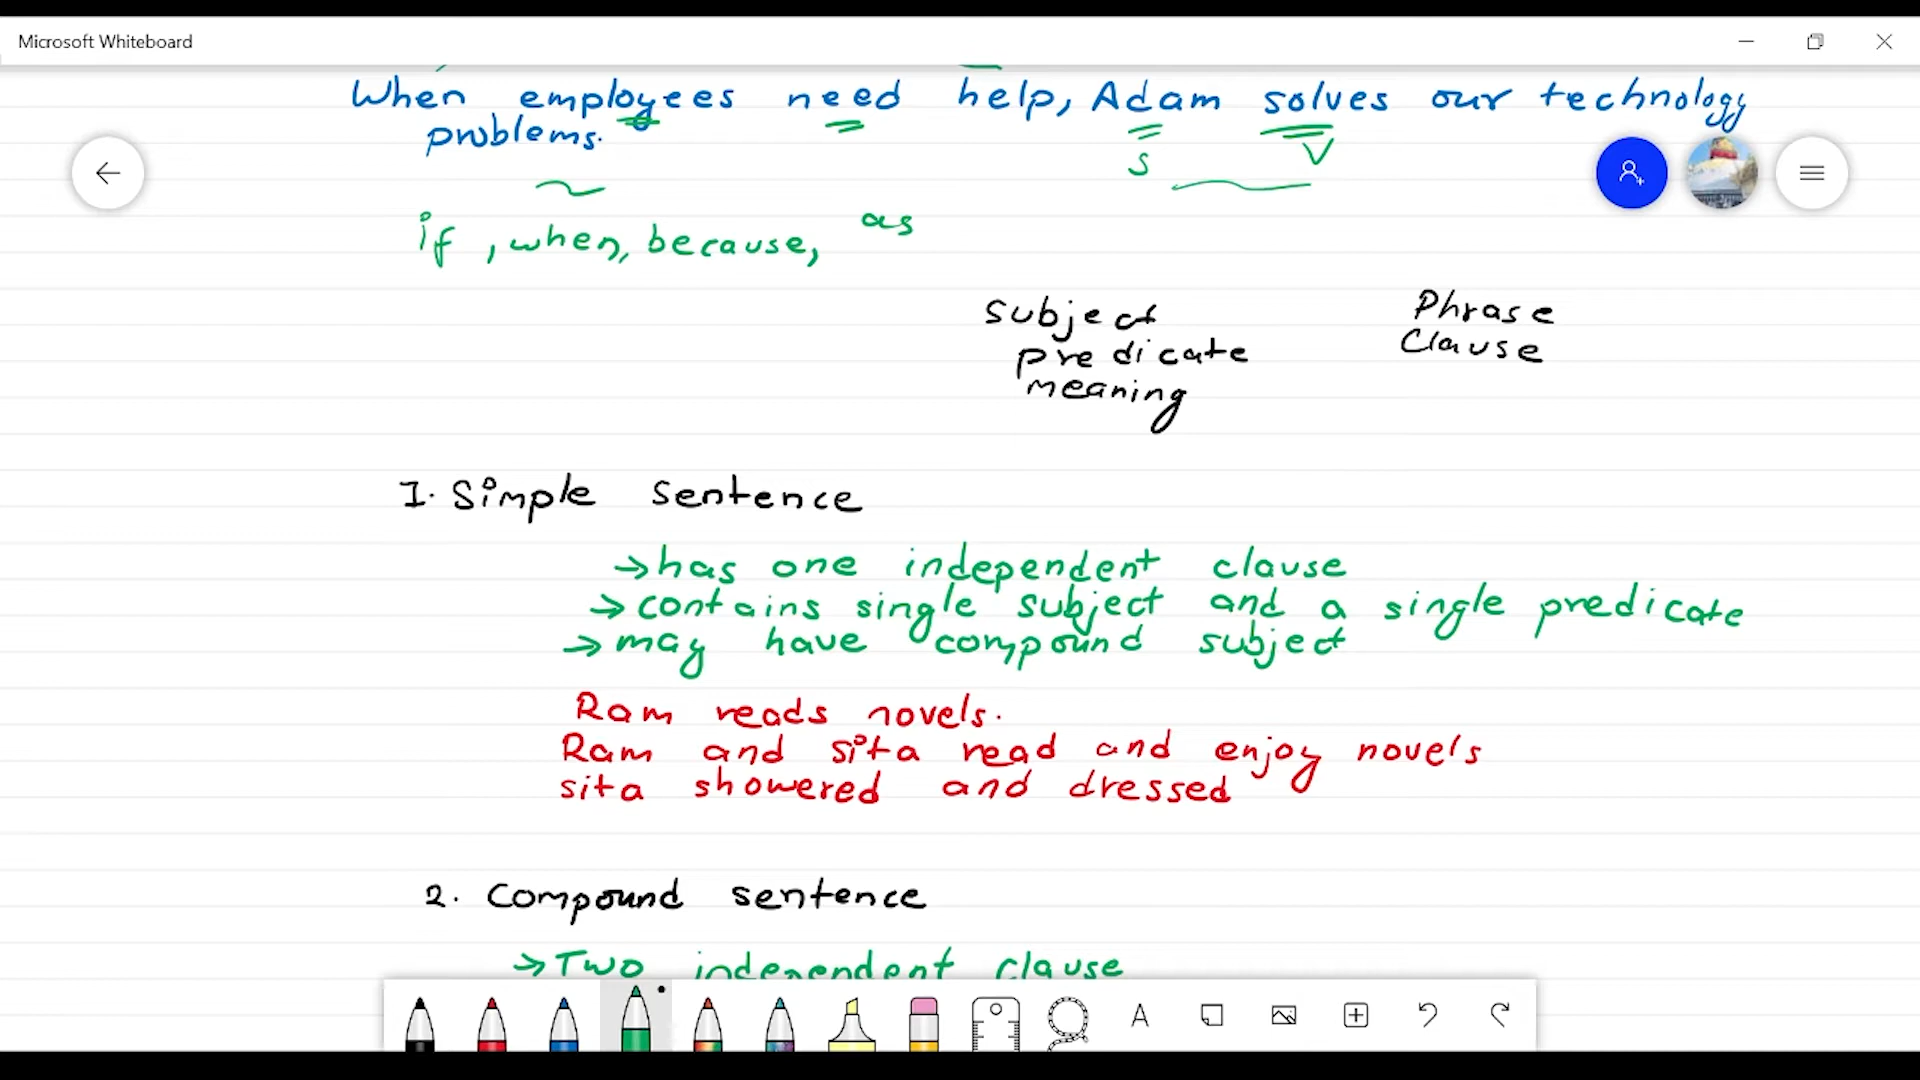 Microsoft Whiteboard
When employees need help, Adam solves our technology
problems.
S
V
if, when, because, as
Subject
predicate
meaning
Phrase
Clause
1. Simple sentence
→ has one independent clause
→ contains single subject and a single predicate
→ may have compound subject
Ram reads novels.
Ram and sita read and enjoy novels
sita showered and dressed
2. Compound sentence
→ Two independent clause
A